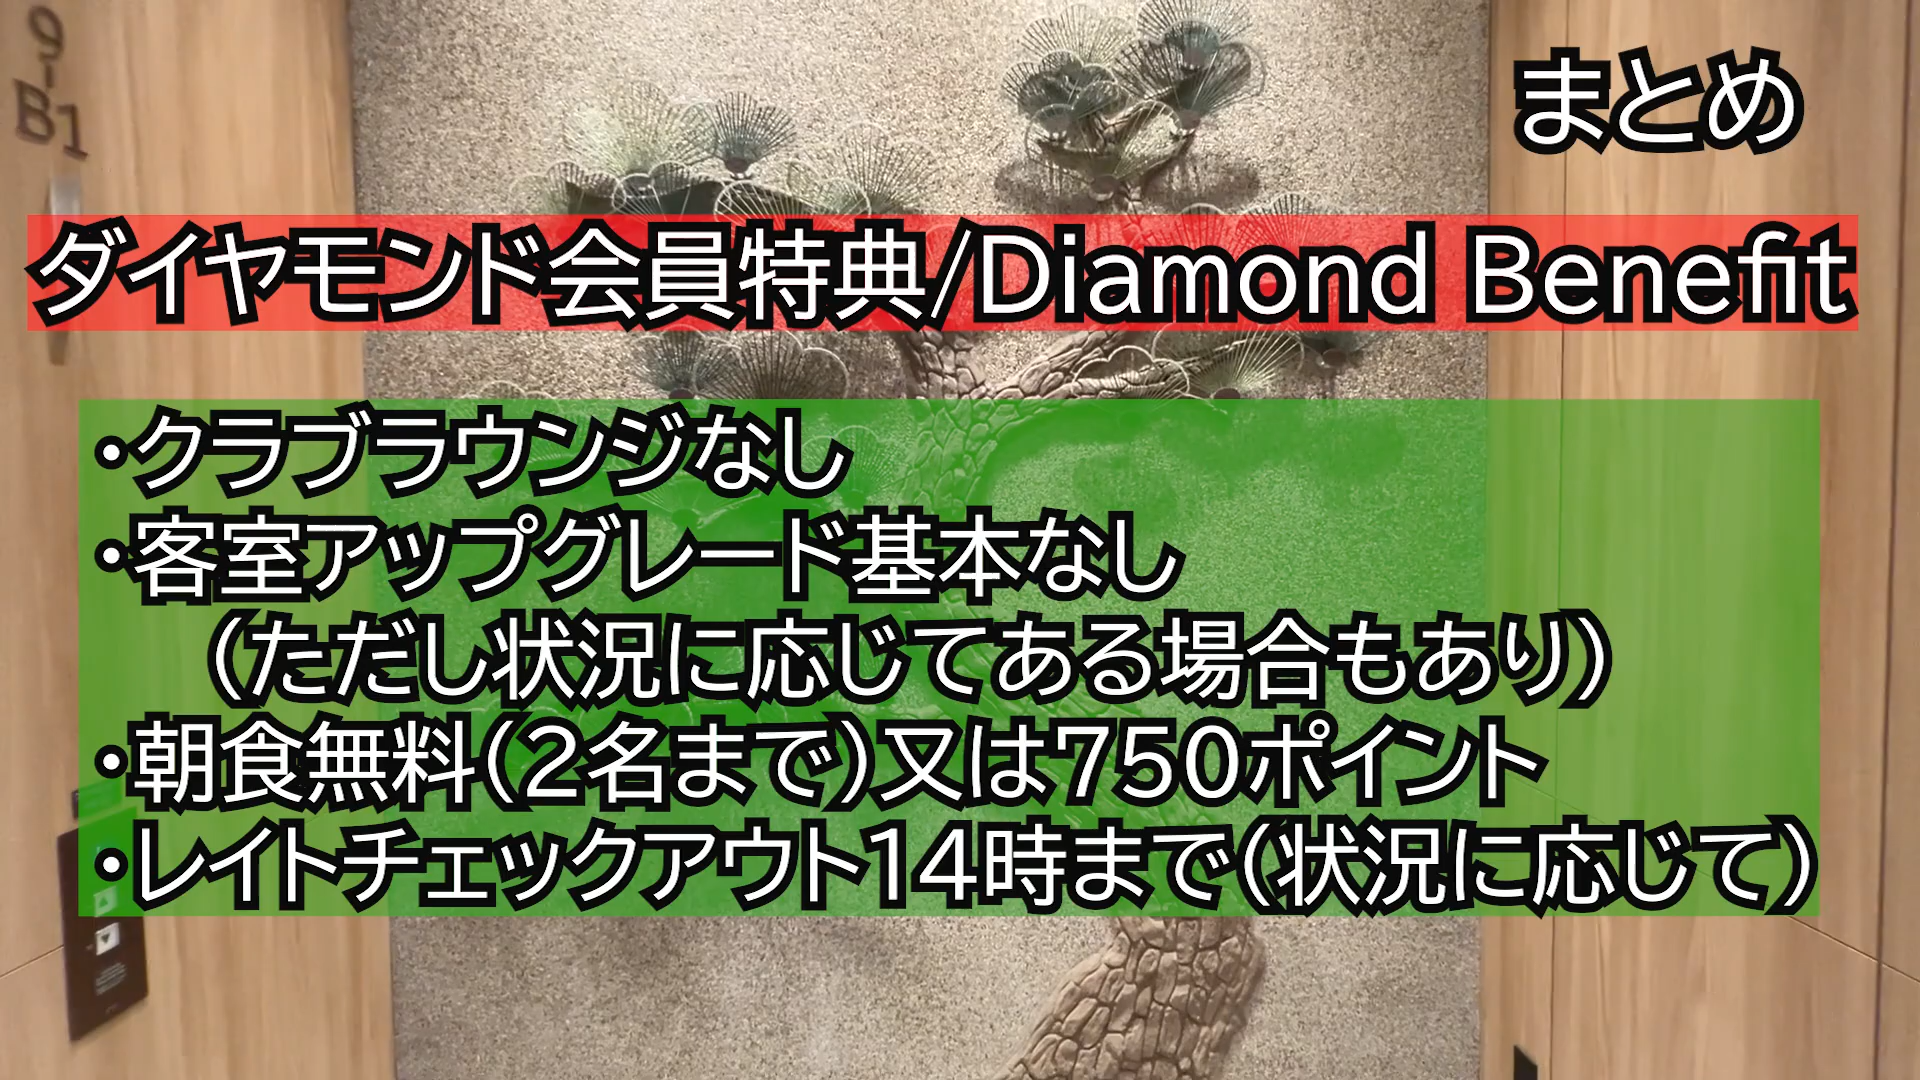 9
-
B1
まとめ
ダイヤモンド会員特典/Diamond Benefit
・クラブラウンジなし
・客室アップグレード基本なし
（ただし状況に応じてある場合もあり）
・朝食無料（2名まで）又は750ポイント
・レイトチェックアウト14時まで（状況に応じて）